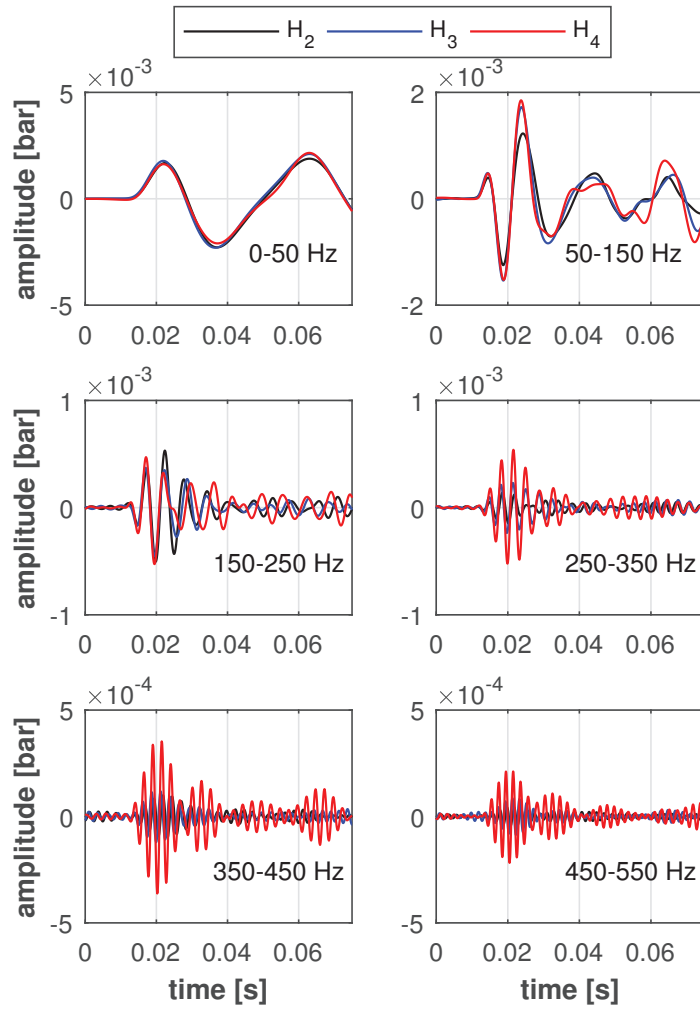 H₂ H₃ H₄
×10⁻³ ×10⁻³
5 2
amplitude [bar] 0 0
0-50 Hz 50-150 Hz
-5 -2
0 0.02 0.04 0.06 0 0.02 0.04 0.06
×10⁻³ ×10⁻³
1 1
amplitude [bar] 0 0
150-250 Hz 250-350 Hz
-1 -1
0 0.02 0.04 0.06 0 0.02 0.04 0.06
×10⁻⁴ ×10⁻⁴
5 5
amplitude [bar] 0 0
350-450 Hz 450-550 Hz
-5 -5
0 0.02 0.04 0.06 0 0.02 0.04 0.06
time [s] time [s]